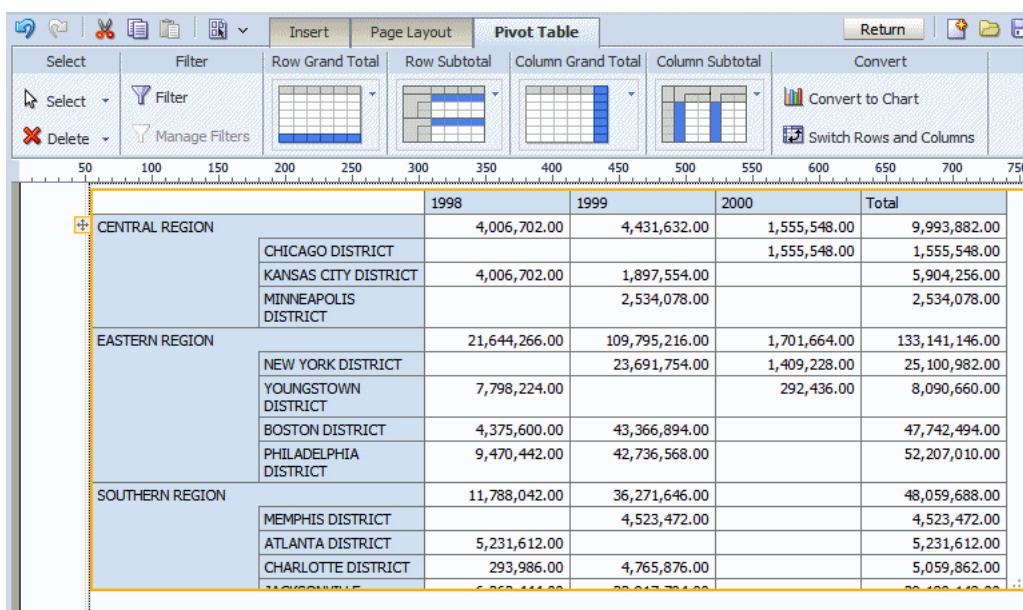 Insert Page Layout Pivot Table Return
Select Filter Row Grand Total Row Subtotal Column Grand Total Column Subtotal Convert
Select Filter Convert to Chart
Delete Manage Filters Switch Rows and Columns
50 100 150 200 250 300 350 400 450 500 550 600 650 700 750
1998 1999 2000 Total
CENTRAL REGION 4,006,702.00 4,431,632.00 1,555,548.00 9,993,882.00
CHICAGO DISTRICT 1,555,548.00 1,555,548.00
KANSAS CITY DISTRICT 4,006,702.00 1,897,554.00 5,904,256.00
MINNEAPOLIS 2,534,078.00 2,534,078.00
DISTRICT
EASTERN REGION 21,644,266.00 109,795,216.00 1,701,664.00 133,141,146.00
NEW YORK DISTRICT 23,691,754.00 1,409,228.00 25,100,982.00
YOUNGSTOWN 7,798,224.00 292,436.00 8,090,660.00
DISTRICT
BOSTON DISTRICT 4,375,600.00 43,366,894.00 47,742,494.00
PHILADELPHIA 9,470,442.00 42,736,568.00 52,207,010.00
DISTRICT
SOUTHERN REGION 11,788,042.00 36,271,646.00 48,059,688.00
MEMPHIS DISTRICT 4,523,472.00 4,523,472.00
ATLANTA DISTRICT 5,231,612.00 5,231,612.00
CHARLOTTE DISTRICT 293,986.00 4,765,876.00 5,059,862.00